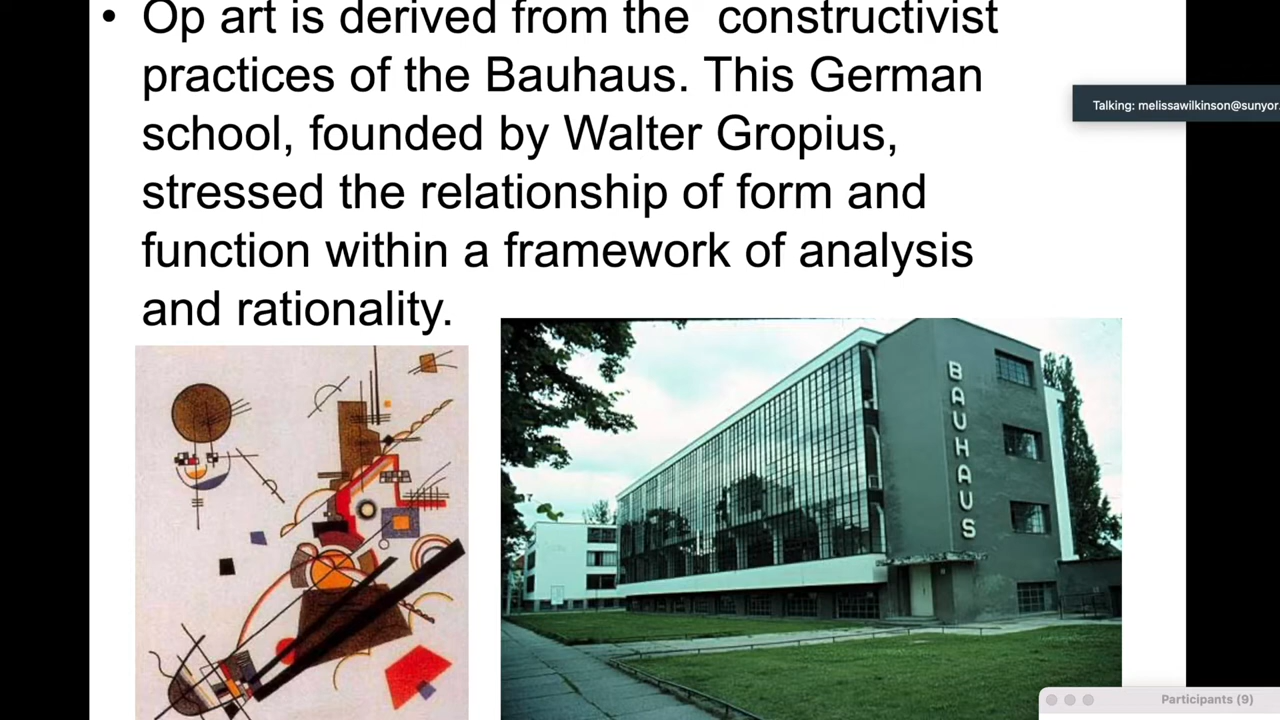 • Op art is derived from the constructivist
practices of the Bauhaus. This German
school, founded by Walter Gropius,
stressed the relationship of form and
function within a framework of analysis
and rationality.
Talking: melissawilkinson@sunyor.
BAUHAUS
Participants (9)